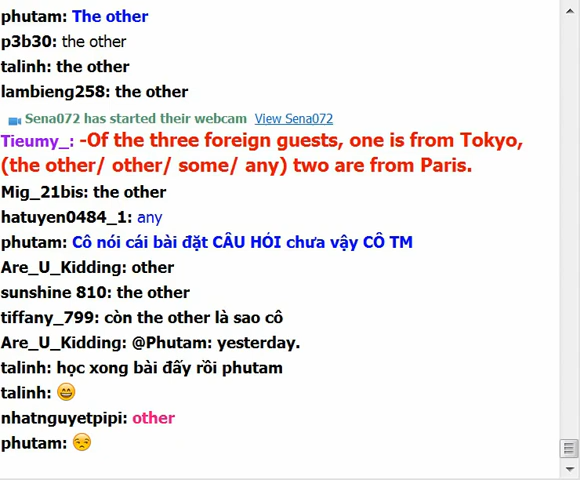 phutam: The other
p3b30: the other
talinh: the other
lambieng258: the other
Sena072 has started their webcam View Sena072
Tieumy_: -Of the three foreign guests, one is from Tokyo,
(the other/ other/ some/ any) two are from Paris.
Mig_21bis: the other
hatuyen0484_1: any
phutam: Cô nói cái bài đặt CÂU HỎI chưa vậy CÔ TM
Are_U_Kidding: other
sunshine 810: the other
tiffany_799: còn the other là sao cô
Are_U_Kidding: @Phutam: yesterday.
talinh: học xong bài đấy rồi phutam
talinh: 😄
nhatnguyetpipi: other
phutam: 😒